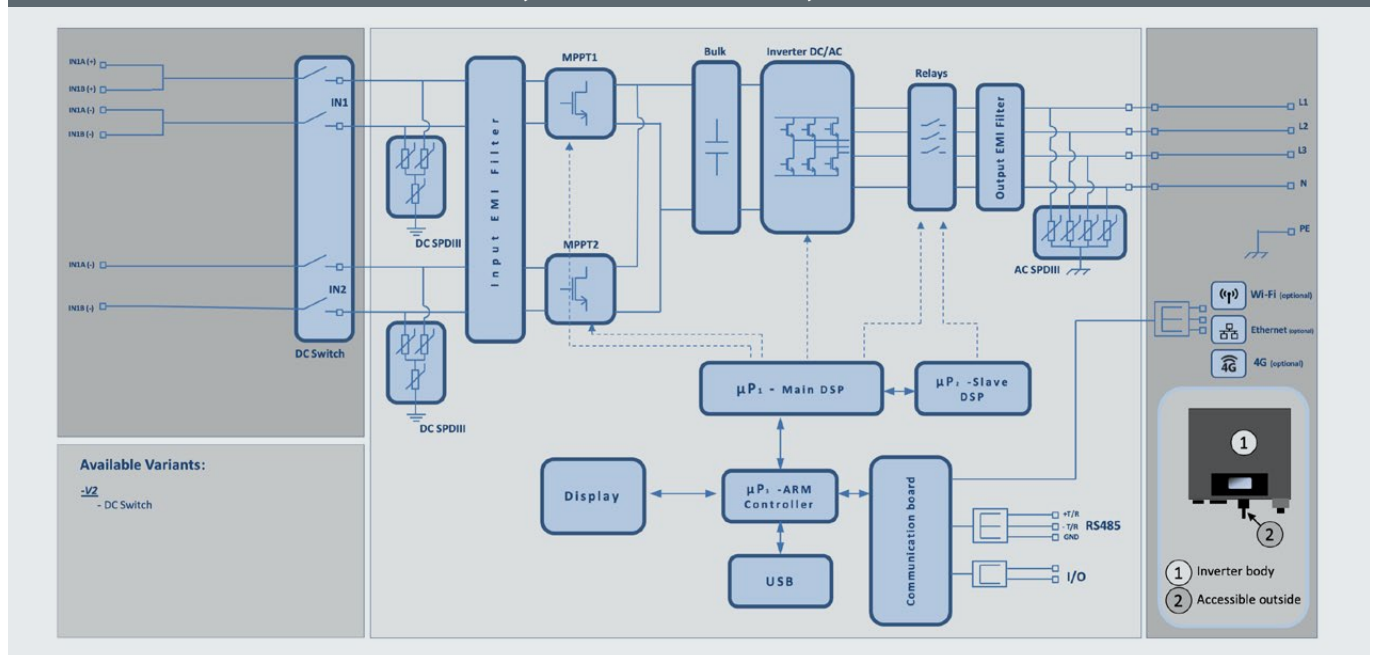 IN1A (+)
IN1B (+)
IN1A (-)
IN1B (-)
IN1
DC SPDIII
Input EMI Filter
MPPT1
Bulk
Inverter DC/AC
Relays
Output EMI Filter
L1
L2
L3
N
PE
AC SPDIII
MPPT2
IN1A (-)
IN1B (-)
IN2
DC Switch
DC SPDIII
Wi-Fi (optional)
Ethernet (optional)
4G
4G (optional)
μP₁ - Main DSP
μP₂ -Slave
DSP
Available Variants:
-V2
- DC Switch
Display
μP₃ -ARM
Controller
USB
Communication board
+T/R
- T/R
GND
RS485
I/O
1
2
1 Inverter body
2 Accessible outside